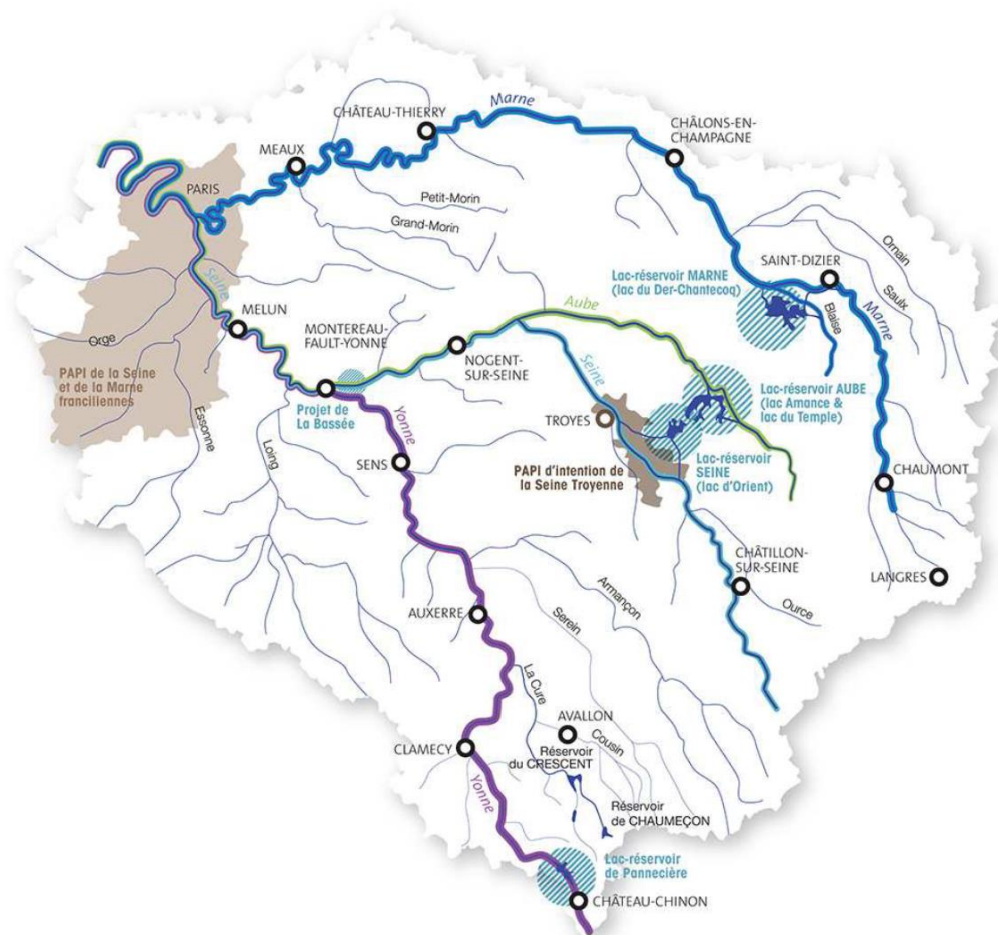 Marne
CHÂTEAU-THIERRY
CHÂLONS-EN-
CHAMPAGNE
MEAUX
PARIS
Petit-Morin
Grand-Morin
Ornain
SAINT-DIZIER
Lac-réservoir MARNE
(lac du Der-Chantecoq)
Saulx
Seine
Aube
Blaise
Marne
MELUN
MONTEREAU-
FAULT-YONNE
Orge
NOGENT-
SUR-SEINE
PAPI de la Seine
et de la Marne
franciliennes
Seine
Lac-réservoir AUBE
(lac Amance &
lac du Temple)
Projet de
La Bassée
Essonne
Yonne
TROYES
Loing
SENS
Lac-réservoir
SEINE
(lac d'Orient)
PAPI d'intention de
la Seine Troyenne
CHAUMONT
CHÂTILLON-
SUR-SEINE
LANGRES
Armançon
Ource
AUXERRE
Serein
La Cure
AVALLON
Cousin
CLAMECY
Réservoir
du CRESCENT
Yonne
Réservoir
de CHAUMEÇON
Lac-réservoir
de Pannecière
CHÂTEAU-CHINON